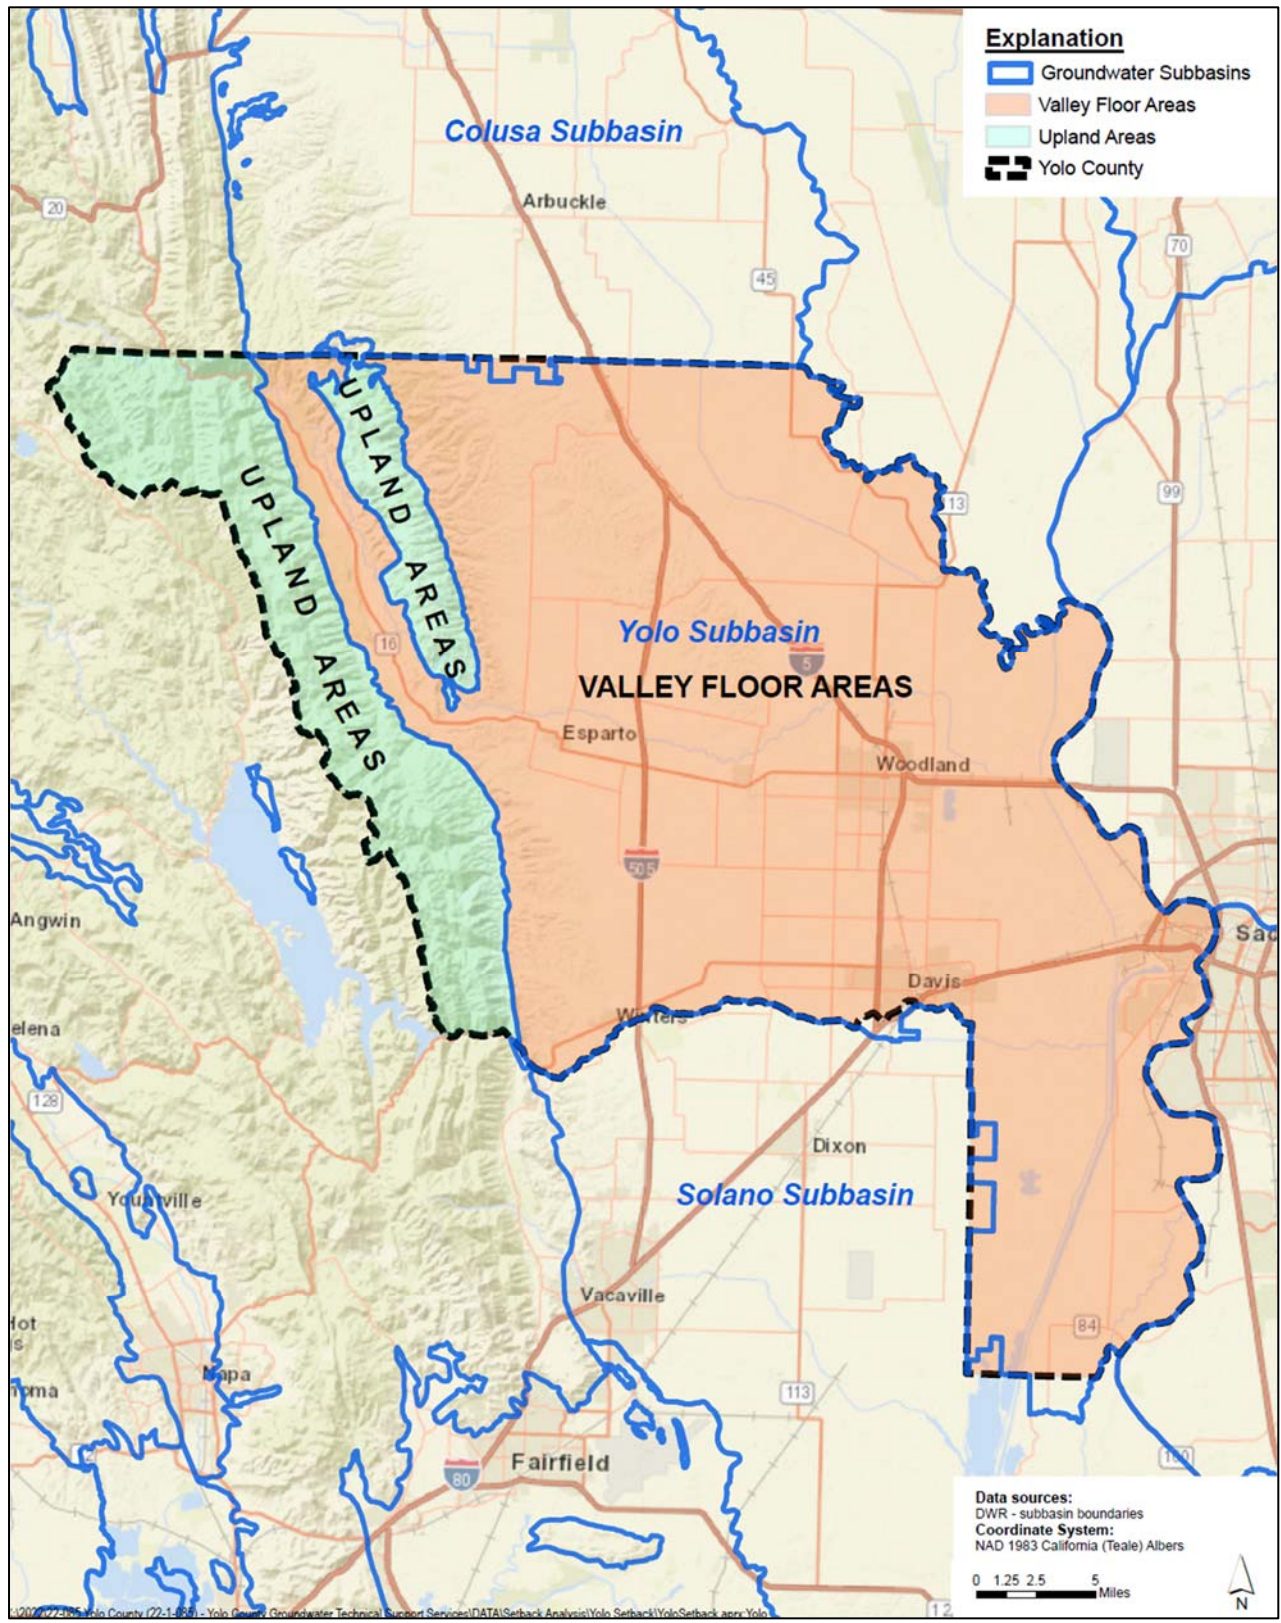 Explanation
Groundwater Subbasins
Valley Floor Areas
Upland Areas
Yolo County
Colusa Subbasin
Arbuckle
20
70
45
UPLAND AREAS
UPLAND AREAS
99
16
Yolo Subbasin
5
VALLEY FLOOR AREAS
Esparto
Woodland
505
Angwin
Sac
Davis
Winters
elena
128
Dixon
Solano Subbasin
Yountville
Vacaville
84
Napa
113
Fairfield
80
Data sources:
DWR - subbasin boundaries
Coordinate System:
NAD 1983 California (Teale) Albers
0 1.25 2.5 5
Miles
N